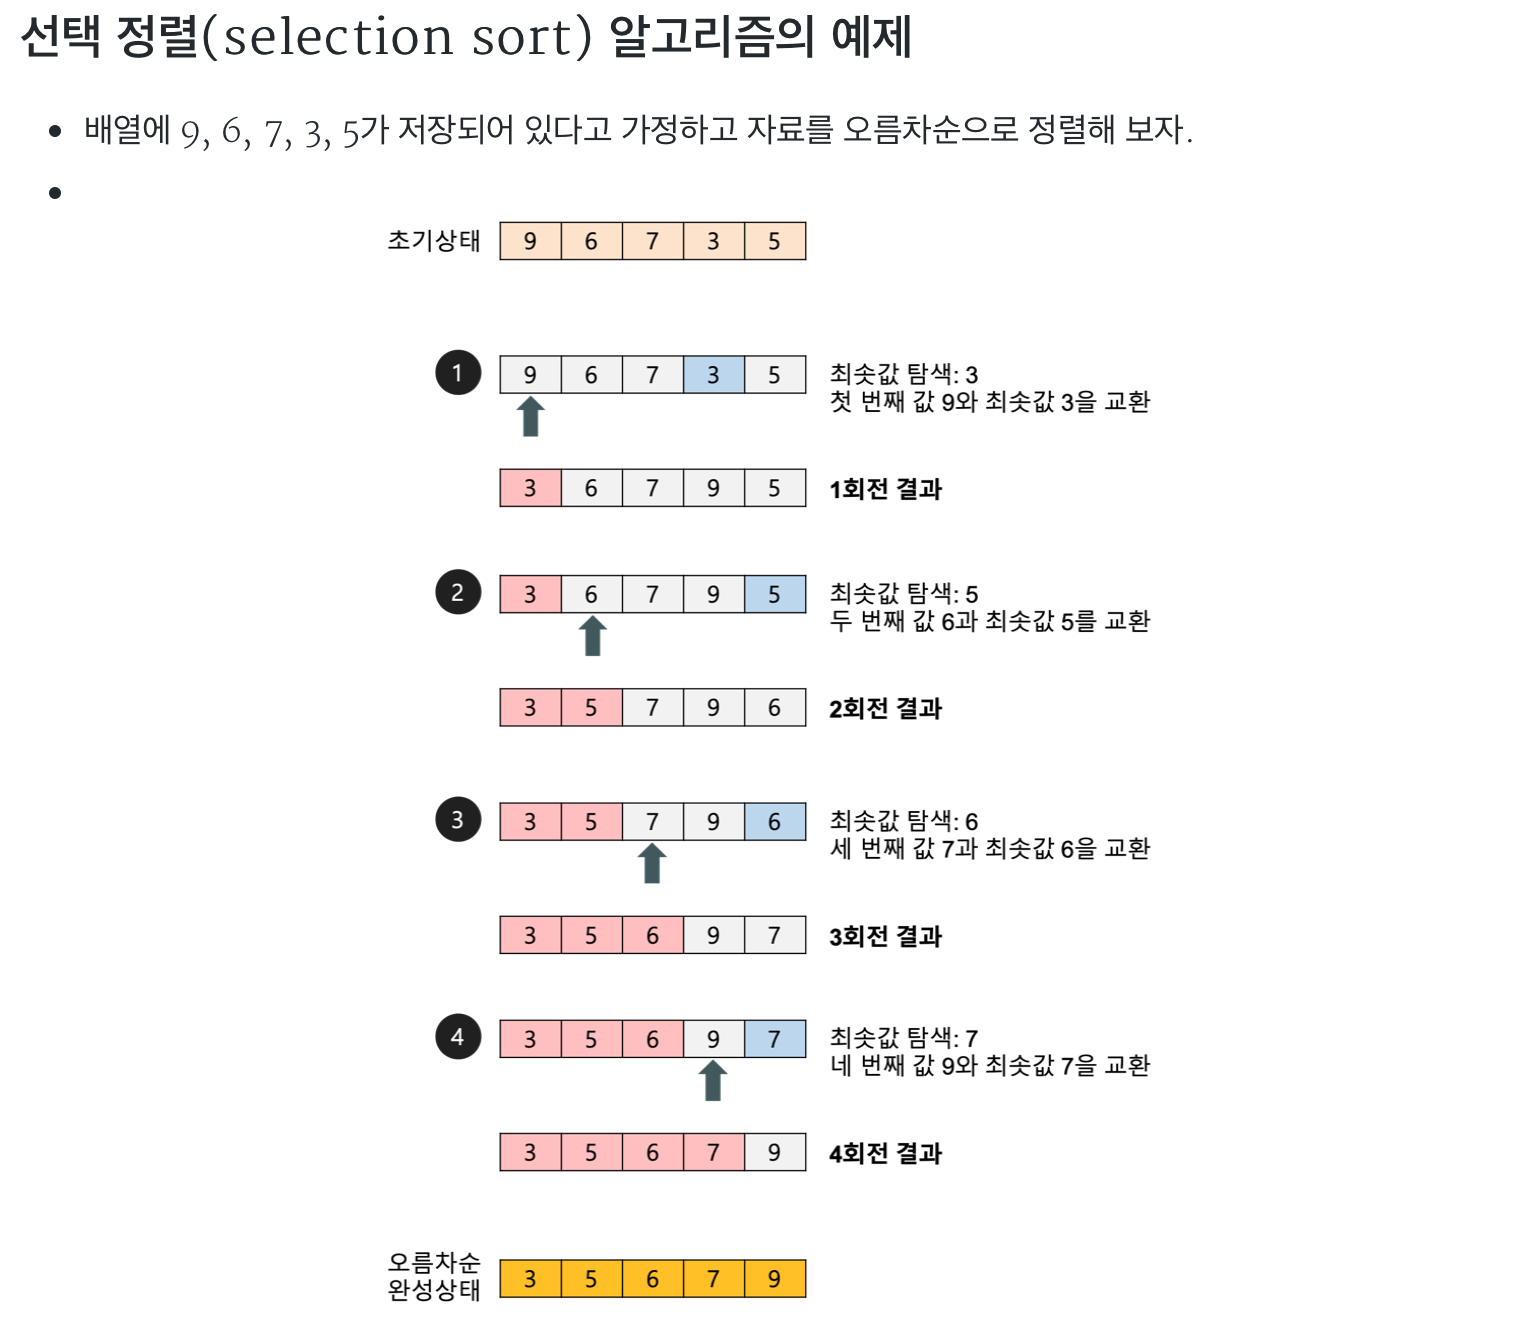 선택 정렬(selection sort) 알고리즘의 예제
• 배열에 9, 6, 7, 3, 5가 저장되어 있다고 가정하고 자료를 오름차순으로 정렬해 보자.
•
초기상태 9 6 7 3 5
1 9 6 7 3 5 최솟값 탐색: 3
첫 번째 값 9와 최솟값 3을 교환
3 6 7 9 5 1회전 결과
2 3 6 7 9 5 최솟값 탐색: 5
두 번째 값 6과 최솟값 5를 교환
3 5 7 9 6 2회전 결과
3 3 5 7 9 6 최솟값 탐색: 6
세 번째 값 7과 최솟값 6을 교환
3 5 6 9 7 3회전 결과
4 3 5 6 9 7 최솟값 탐색: 7
네 번째 값 9와 최솟값 7을 교환
3 5 6 7 9 4회전 결과
오름차순
완성상태 3 5 6 7 9